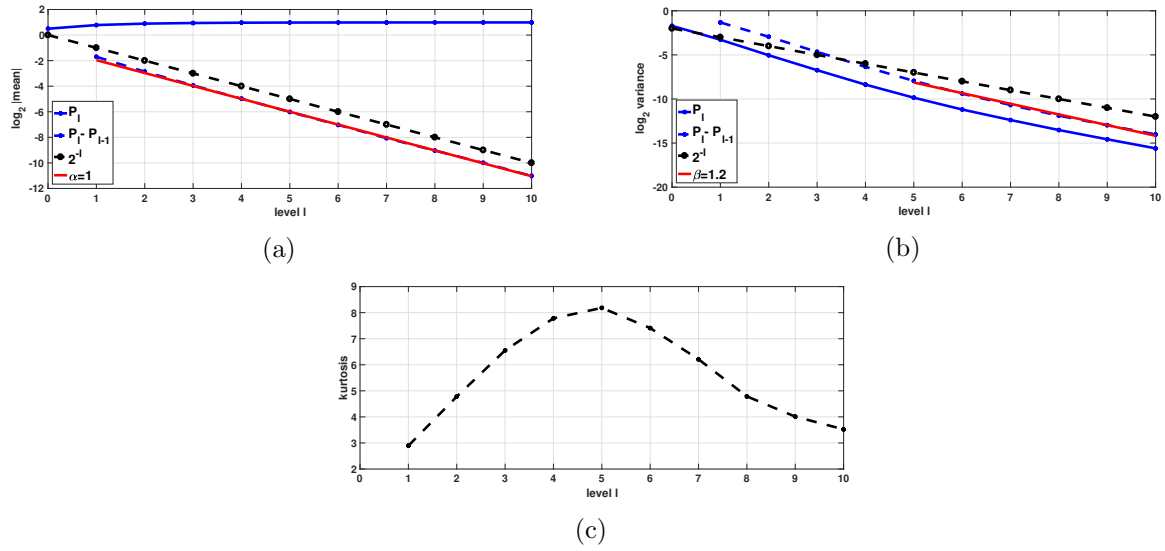 2
0
-2
-4
-6
-8
-10
-12
log₂ |mean|
P_l
P_l- P_l-1
2^-l
α=1
0 1 2 3 4 5 6 7 8 9 10
level l
(a)
0
-5
-10
-15
-20
log₂ variance
P_l
P_l- P_l-1
2^-l
β=1.2
0 1 2 3 4 5 6 7 8 9 10
level l
(b)
9
8
7
6
5
4
3
2
kurtosis
0 1 2 3 4 5 6 7 8 9 10
level l
(c)